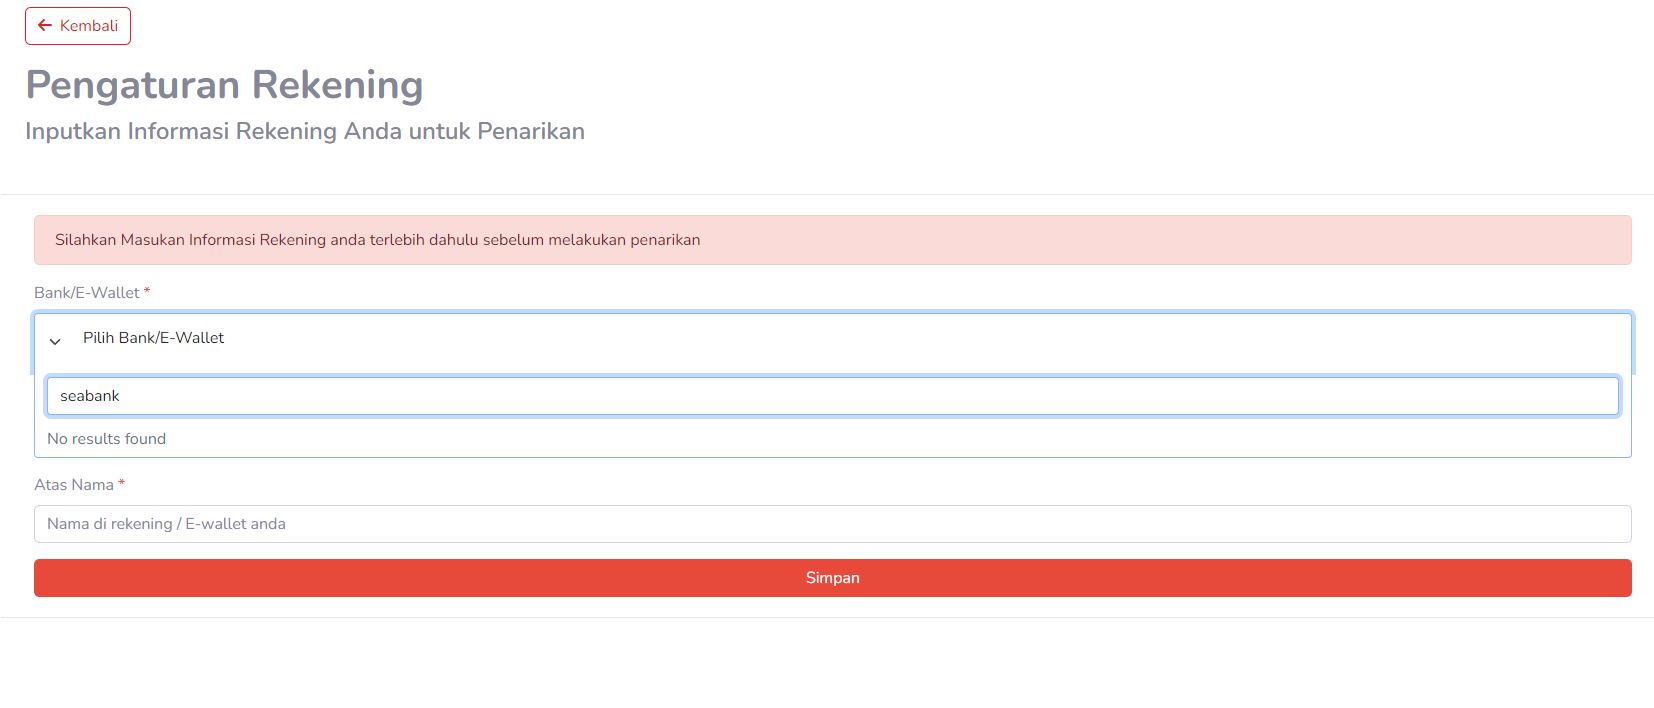 Kembali
Pengaturan Rekening
Inputkan Informasi Rekening Anda untuk Penarikan
Silahkan Masukan Informasi Rekening anda terlebih dahulu sebelum melakukan penarikan
Bank/E-Wallet *
Pilih Bank/E-Wallet
seabank
No results found
Atas Nama *
Nama di rekening / E-wallet anda
Simpan